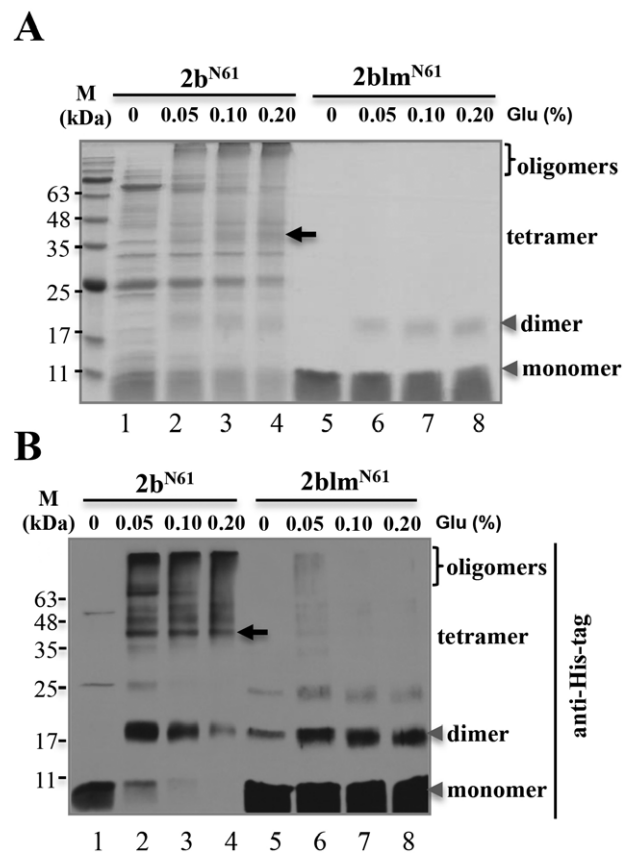 A
2b^N61 2blm^N61
M
(kDa) 0 0.05 0.10 0.20 0 0.05 0.10 0.20 Glu (%)
oligomers
63
48
35
tetramer
25
17
dimer
11
monomer
1 2 3 4 5 6 7 8
B
2b^N61 2blm^N61
M
(kDa) 0 0.05 0.10 0.20 0 0.05 0.10 0.20 Glu (%)
oligomers
63
48
35
tetramer
25
17
dimer
11
monomer
anti-His-tag
1 2 3 4 5 6 7 8